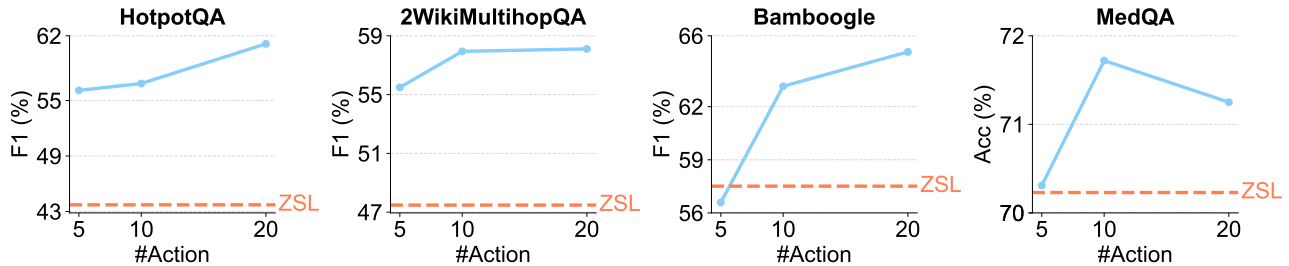 HotpotQA
F1 (%)
62
55
49
43
ZSL
5 10 20
#Action
2WikiMultihopQA
F1 (%)
59
55
51
47
ZSL
5 10 20
#Action
Bamboogle
F1 (%)
66
62
59
56
ZSL
5 10 20
#Action
MedQA
Acc (%)
72
71
70
ZSL
5 10 20
#Action